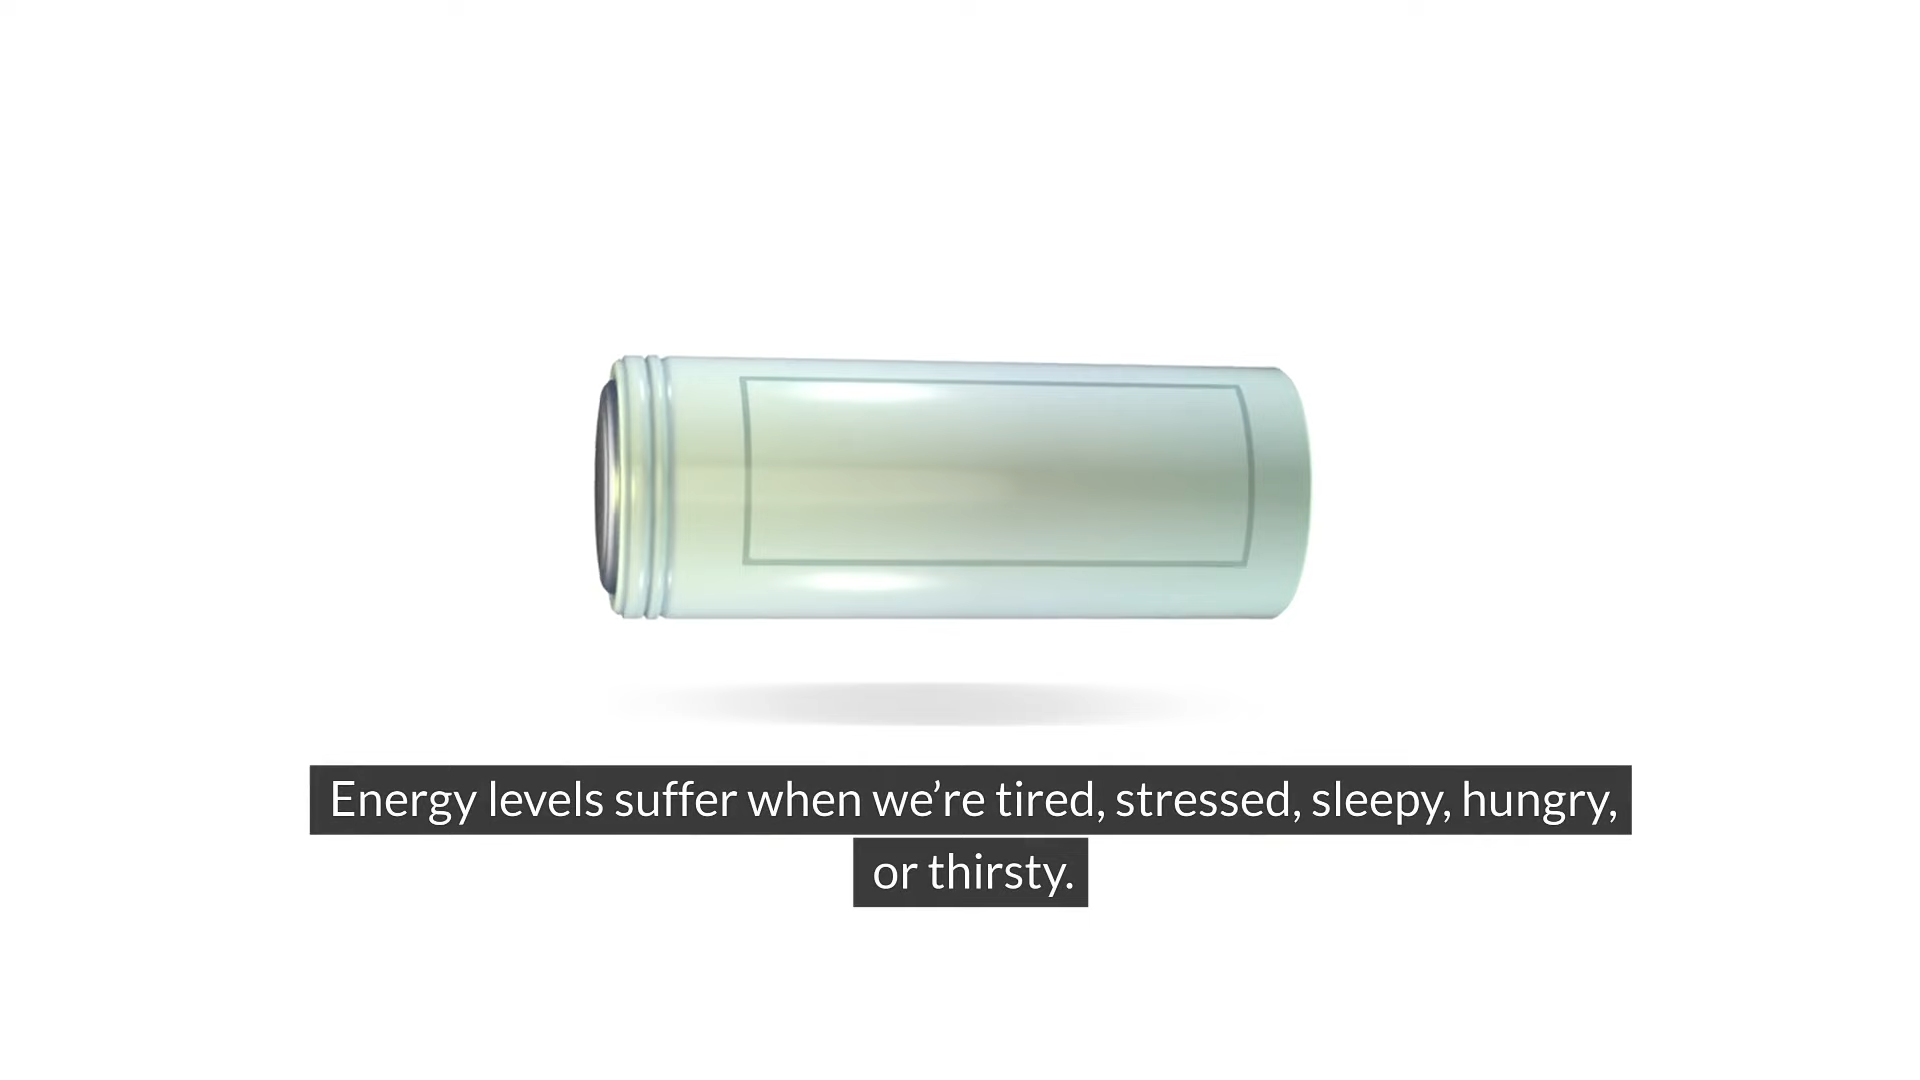 Energy levels suffer when we’re tired, stressed, sleepy, hungry,
or thirsty.